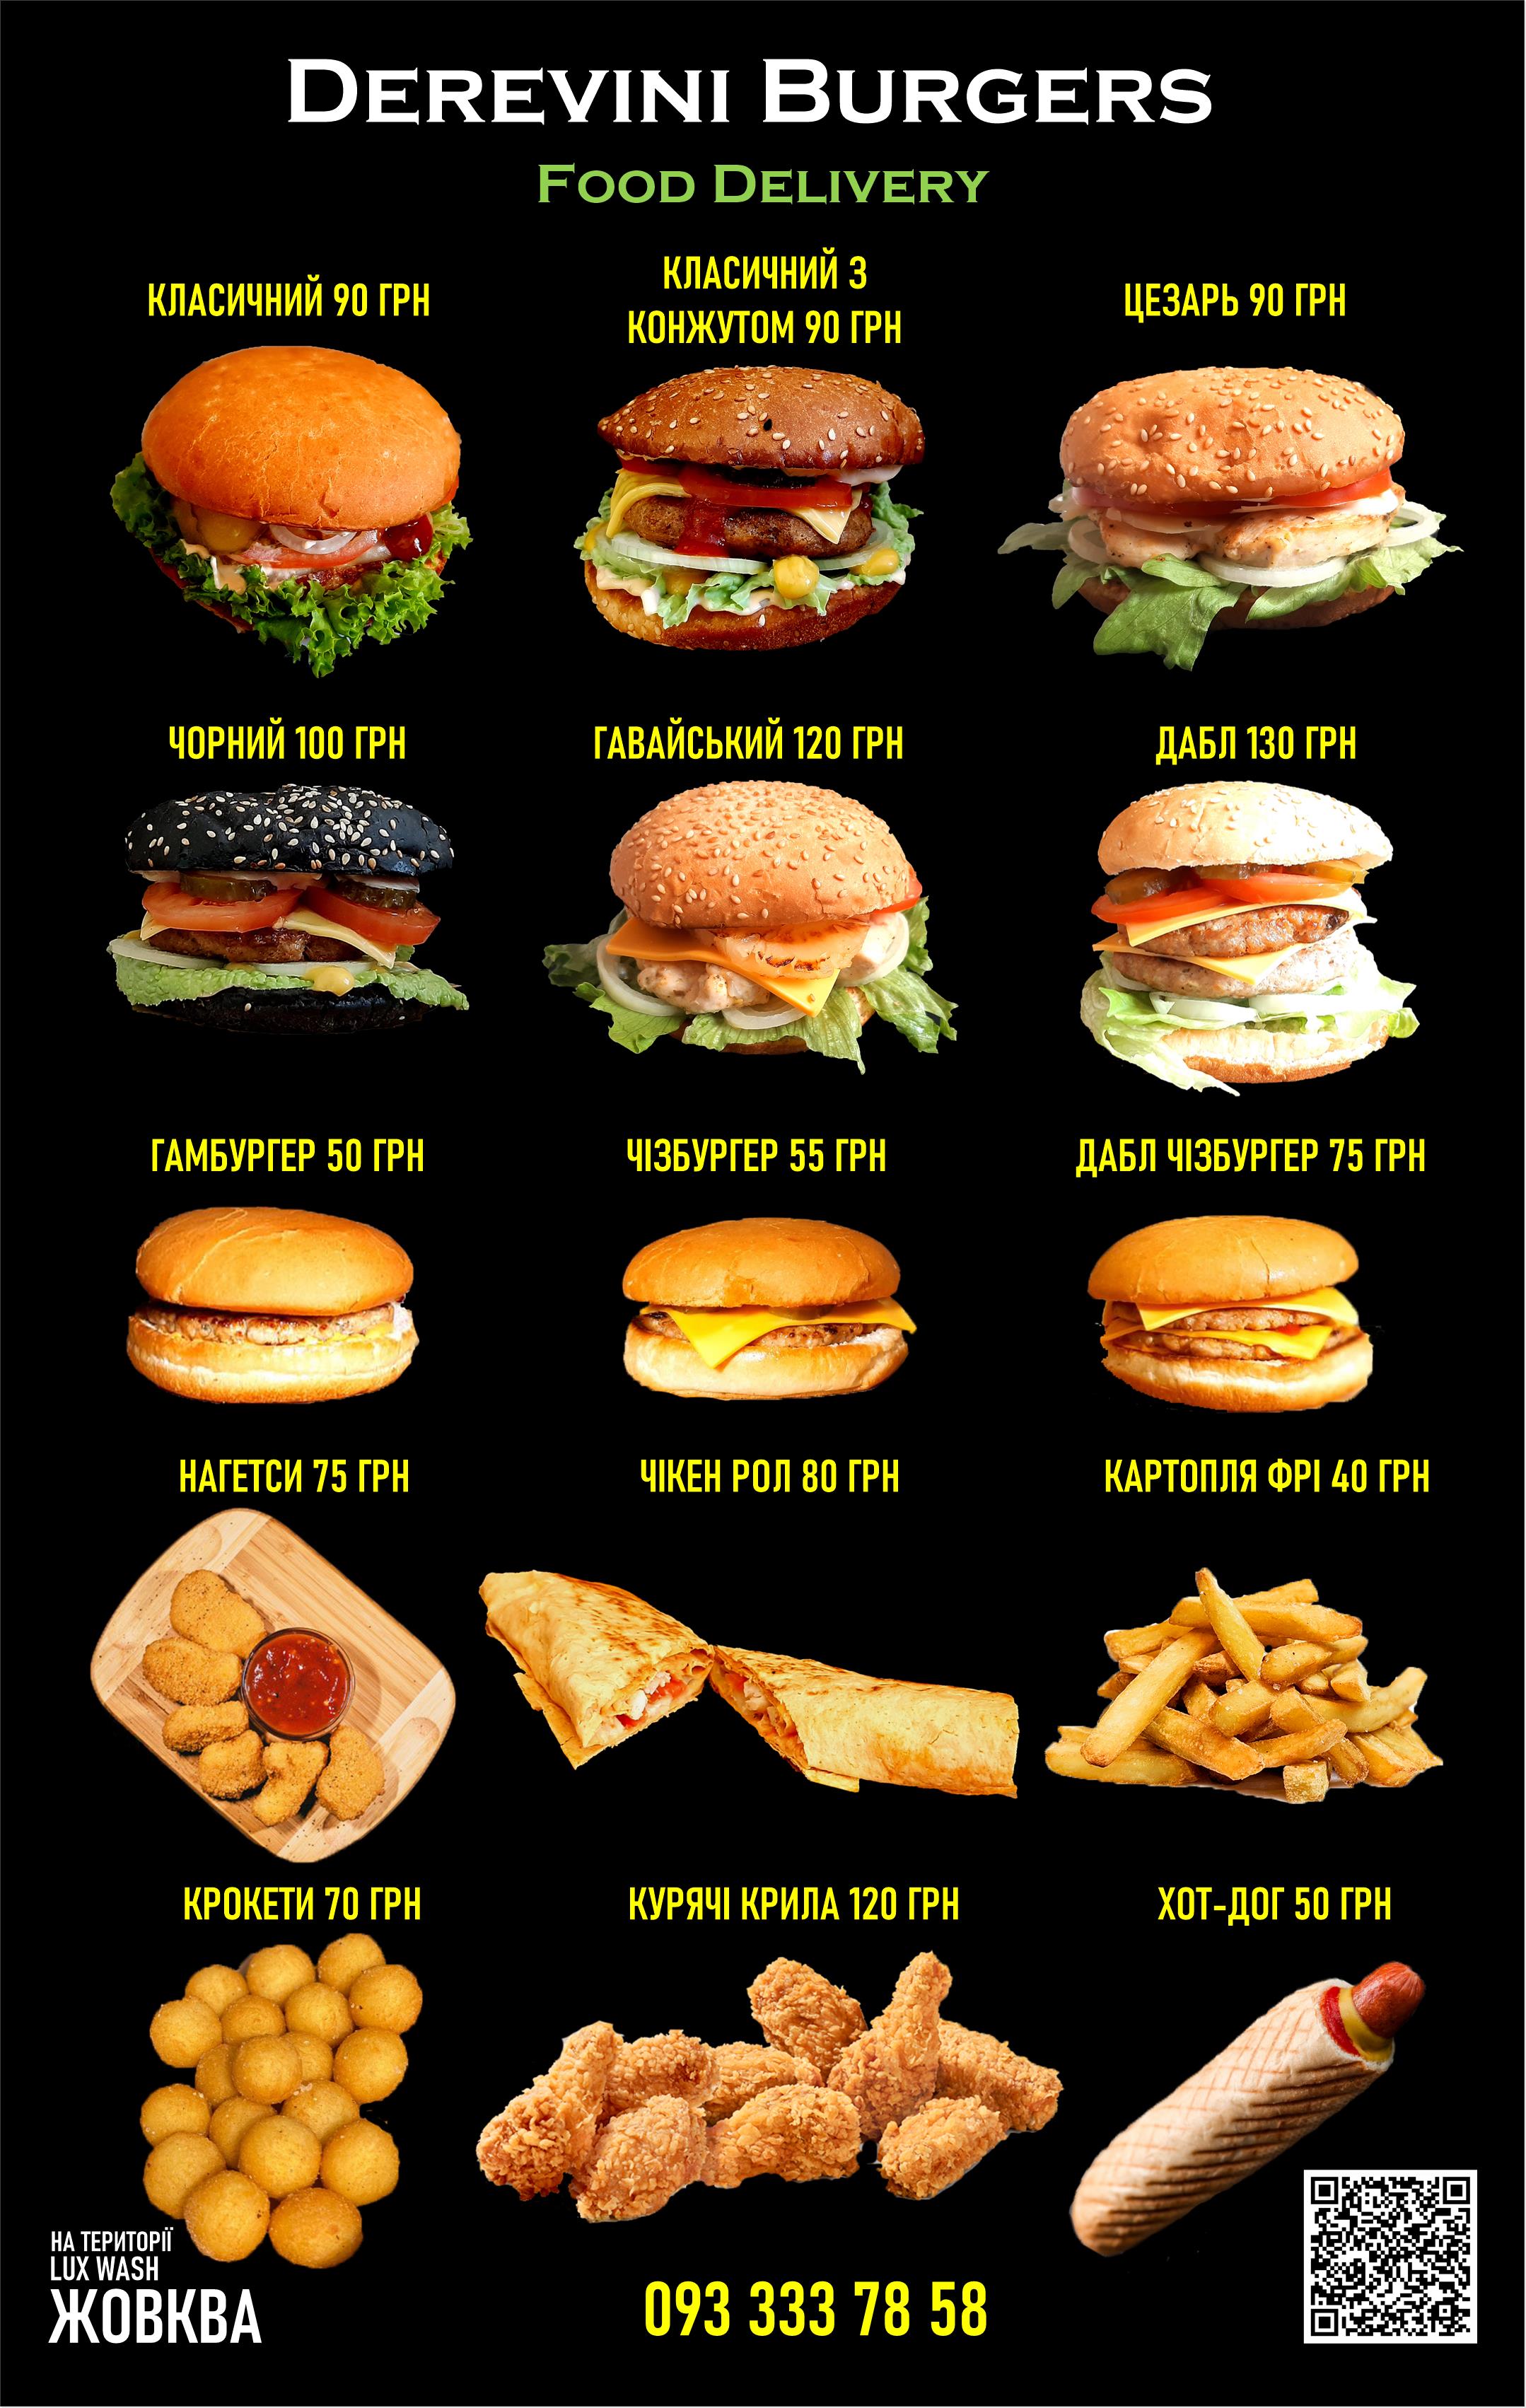 DEREVINI BURGERS
FOOD DELIVERY
КЛАСИЧНИЙ 90 ГРН
КЛАСИЧНИЙ З
КОНЖУТОМ 90 ГРН
ЦЕЗАРЬ 90 ГРН
ЧОРНИЙ 100 ГРН
ГАВАЙСЬКИЙ 120 ГРН
ДАБЛ 130 ГРН
ГАМБУРГЕР 50 ГРН
ЧІЗБУРГЕР 55 ГРН
ДАБЛ ЧІЗБУРГЕР 75 ГРН
НАГЕТСИ 75 ГРН
ЧІКЕН РОЛ 80 ГРН
КАРТОПЛЯ ФРІ 40 ГРН
КРОКЕТИ 70 ГРН
КУРЯЧІ КРИЛА 120 ГРН
ХОТ-ДОГ 50 ГРН
НА ТЕРИТОРІЇ
LUX WASH
ЖОВКВА
093 333 78 58